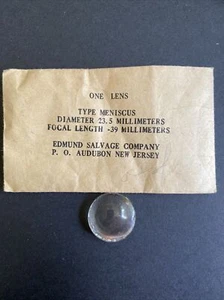 ONE LENS
TYPE MENISCUS
DIAMETER 23.5 MILLIMETERS
FOCAL LENGTH -39 MILLIMETERS
EDMUND SALVAGE COMPANY
P. O. AUDUBON NEW JERSEY